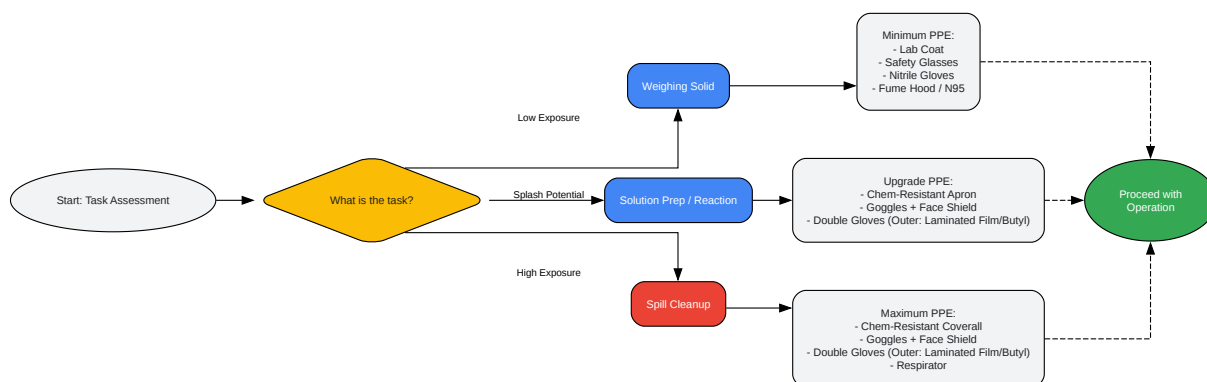 Start: Task Assessment
What is the task?
Low Exposure
Weighing Solid
Minimum PPE:
- Lab Coat
- Safety Glasses
- Nitrile Gloves
- Fume Hood / N95
Splash Potential
Solution Prep / Reaction
Upgrade PPE:
- Chem-Resistant Apron
- Goggles + Face Shield
- Double Gloves (Outer: Laminated Film/Butyl)
High Exposure
Spill Cleanup
Maximum PPE:
- Chem-Resistant Coverall
- Goggles + Face Shield
- Double Gloves (Outer: Laminated Film/Butyl)
- Respirator
Proceed with
Operation